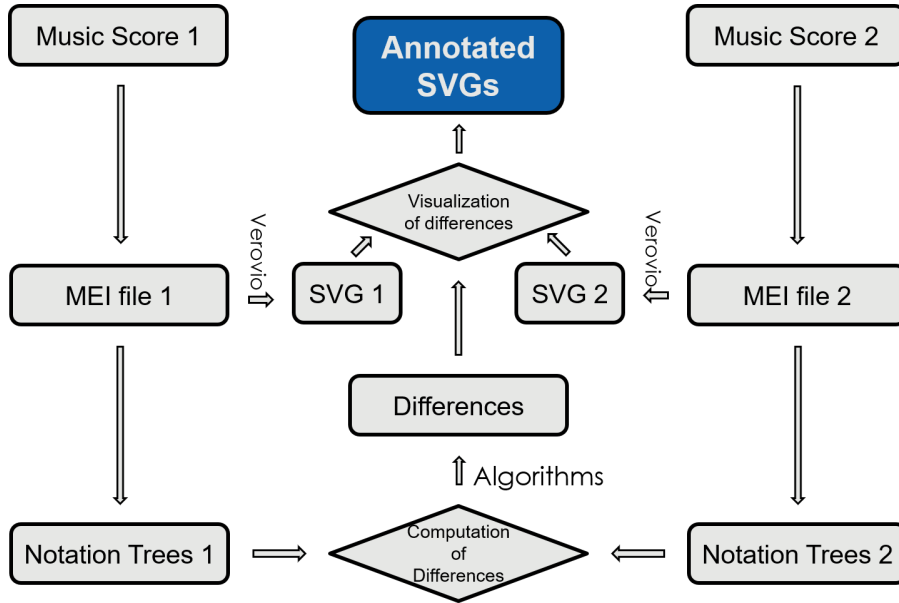 Music Score 1
Annotated
SVGs
Music Score 2
Visualization
of differences
Verovio
Verovio
MEI file 1
SVG 1
SVG 2
MEI file 2
Differences
Algorithms
Notation Trees 1
Computation
of
Differences
Notation Trees 2